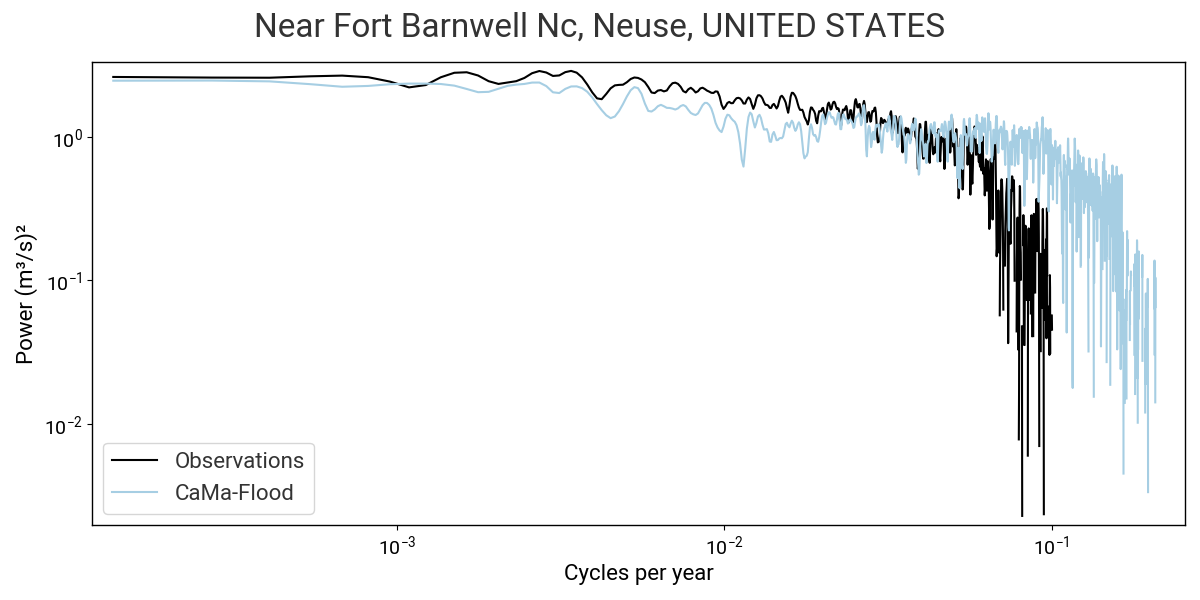 Near Fort Barnwell Nc, Neuse, UNITED STATES
Power (m³/s)²
10⁰
10⁻¹
10⁻²
Observations
CaMa-Flood
10⁻³
10⁻²
10⁻¹
Cycles per year